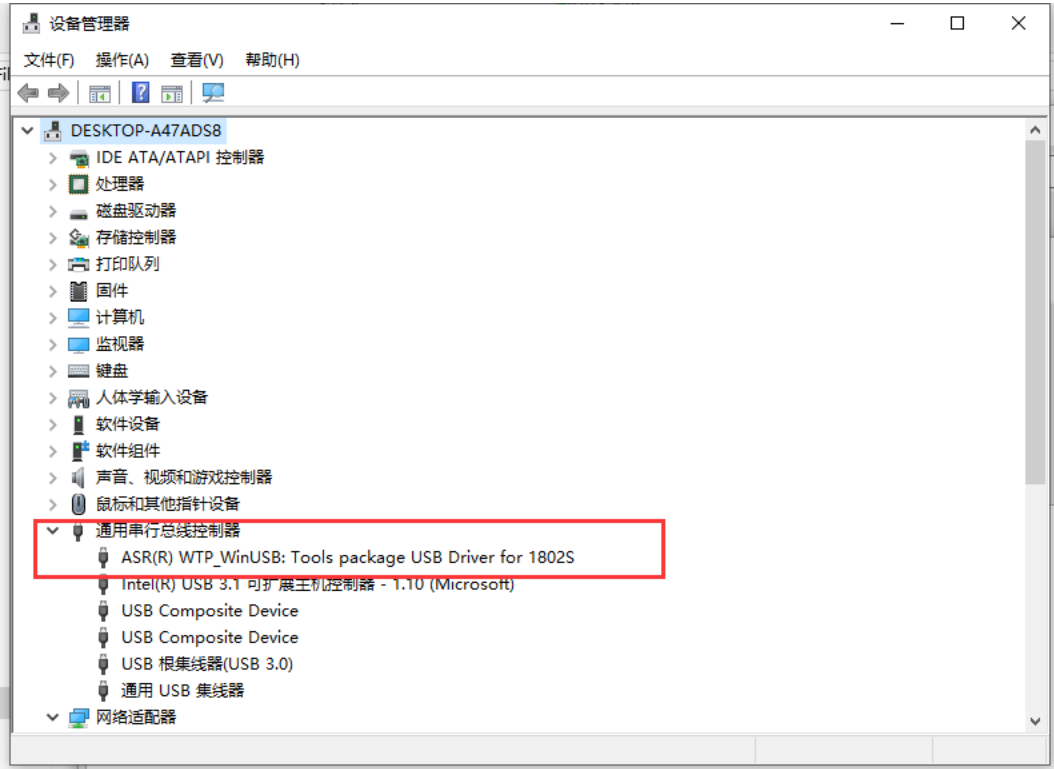 设备管理器
文件(F) 操作(A) 查看(V) 帮助(H)
DESKTOP-A47ADS8
IDE ATA/ATAPI 控制器
处理器
磁盘驱动器
存储控制器
打印队列
固件
计算机
监视器
键盘
人体学输入设备
软件设备
软件组件
声音、视频和游戏控制器
鼠标和其他指针设备
通用串行总线控制器
ASR(R) WTP_WinUSB: Tools package USB Driver for 1802S
Intel(R) USB 3.1 可扩展主机控制器 - 1.10 (Microsoft)
USB Composite Device
USB Composite Device
USB 根集线器(USB 3.0)
通用 USB 集线器
网络适配器